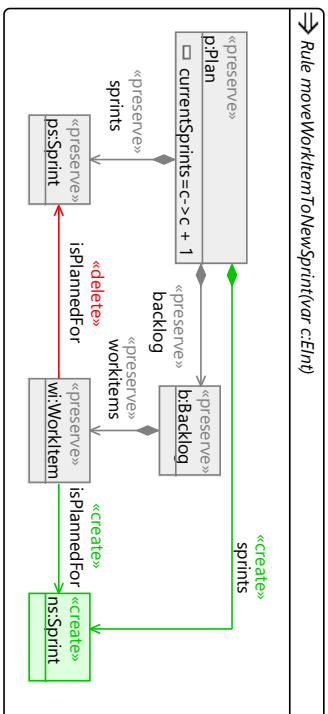 Rule moveWorkItemToNewSprint(var c:EInt)
«preserve»
p:Plan
currentSprints=c->c + 1
«create»
sprints
«preserve»
backlog
«preserve»
b:Backlog
«preserve»
sprints
«preserve»
workitems
«preserve»
ps:Sprint
«delete»
isPlannedFor
«preserve»
wi:WorkItem
«create»
isPlannedFor
«create»
ns:Sprint